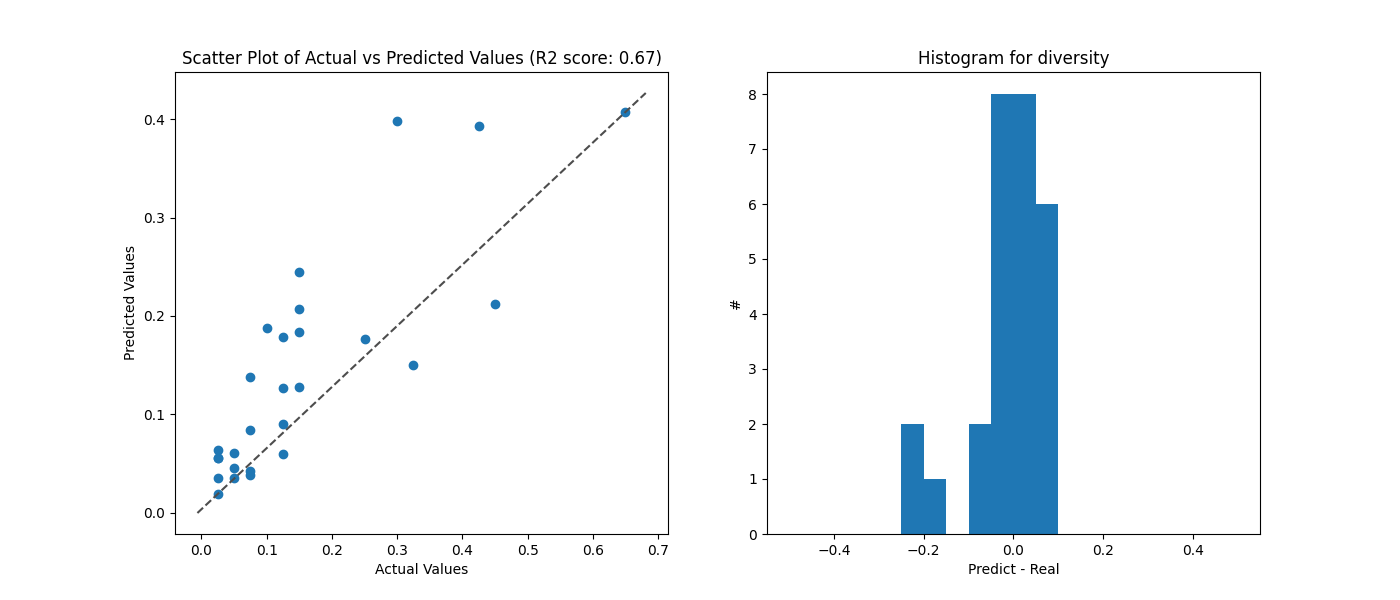 Scatter Plot of Actual vs Predicted Values (R2 score: 0.67)
Predicted Values
0.4
0.3
0.2
0.1
0.0
0.0 0.1 0.2 0.3 0.4 0.5 0.6 0.7
Actual Values
Histogram for diversity
#
8
7
6
5
4
3
2
1
0
−0.4 −0.2 0.0 0.2 0.4
Predict - Real